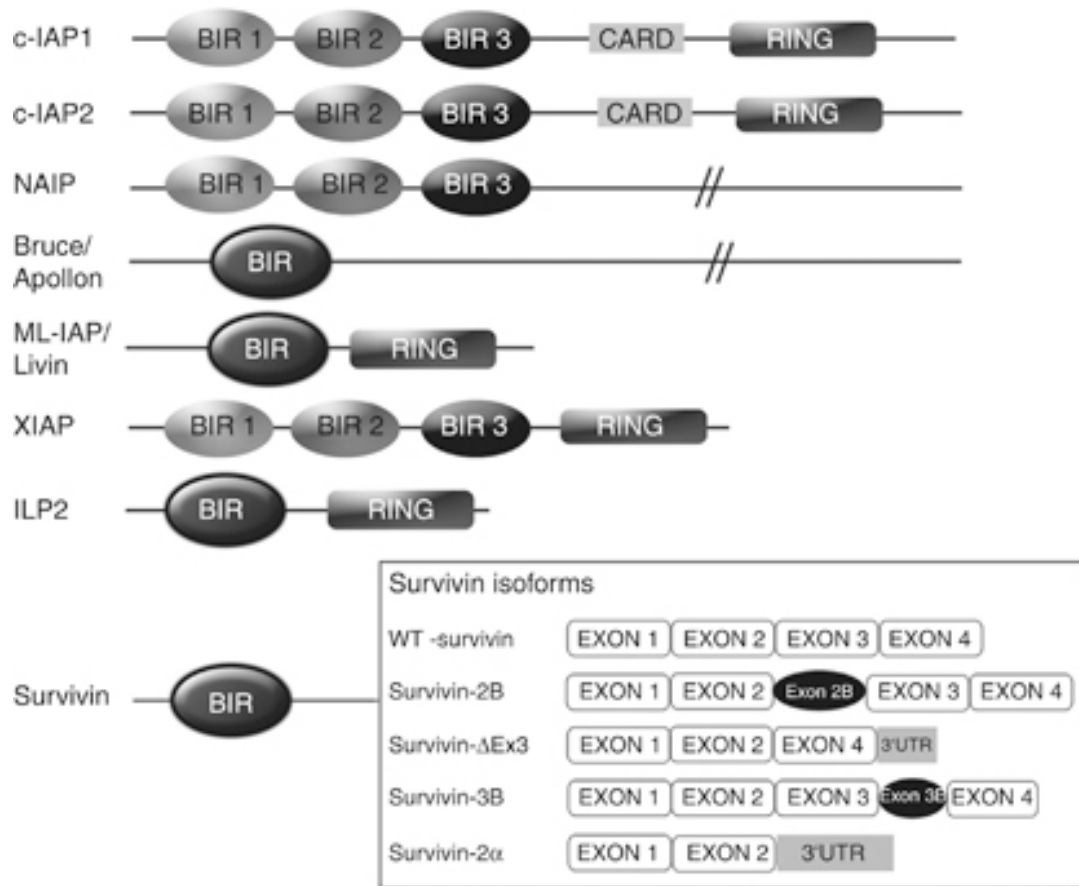 c-IAP1 BIR 1 BIR 2 BIR 3 CARD RING
c-IAP2 BIR 1 BIR 2 BIR 3 CARD RING
NAIP BIR 1 BIR 2 BIR 3 //
Bruce/
Apollon BIR //
ML-IAP/
Livin BIR RING
XIAP BIR 1 BIR 2 BIR 3 RING
ILP2 BIR RING
Survivin BIR
Survivin isoforms
WT -survivin EXON 1 EXON 2 EXON 3 EXON 4
Survivin-2B EXON 1 EXON 2 Exon 2B EXON 3 EXON 4
Survivin-ΔEx3 EXON 1 EXON 2 EXON 4 3'UTR
Survivin-3B EXON 1 EXON 2 EXON 3 Exon 3B EXON 4
Survivin-2α EXON 1 EXON 2 3'UTR